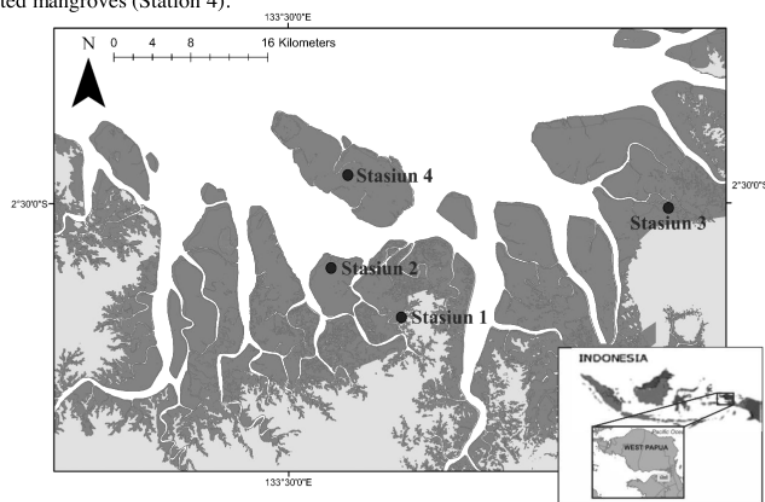 ted mangroves (Station 4).
133°30'0"E
N 0 4 8 16 Kilometers
Stasiun 4
2°30'0"S
2°30'0"S
Stasiun 3
Stasiun 2
Stasiun 1
INDONESIA
Pacific
WEST PAPUA
133°30'0"E